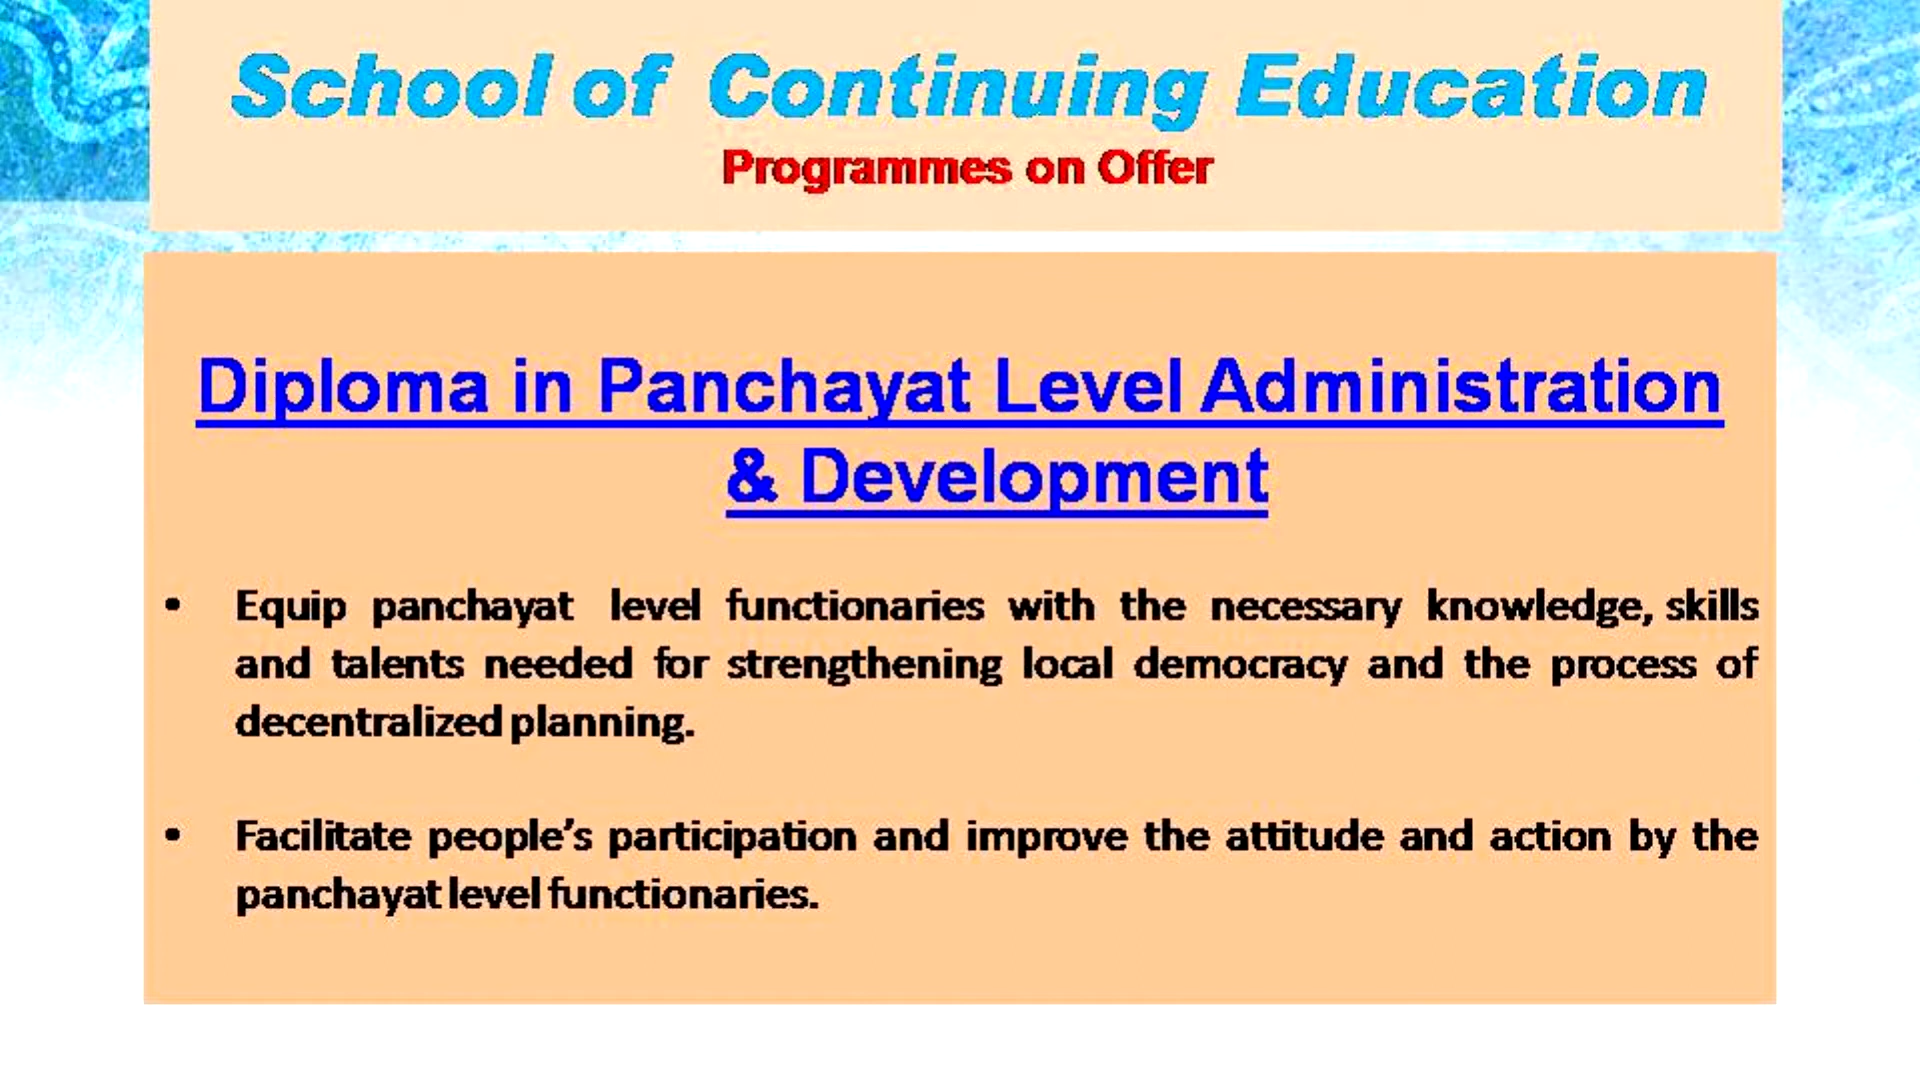 School of Continuing Education
Programmes on Offer
Diploma in Panchayat Level Administration
& Development
• Equip panchayat level functionaries with the necessary knowledge, skills
and talents needed for strengthening local democracy and the process of
decentralized planning.
• Facilitate people’s participation and improve the attitude and action by the
panchayat level functionaries.